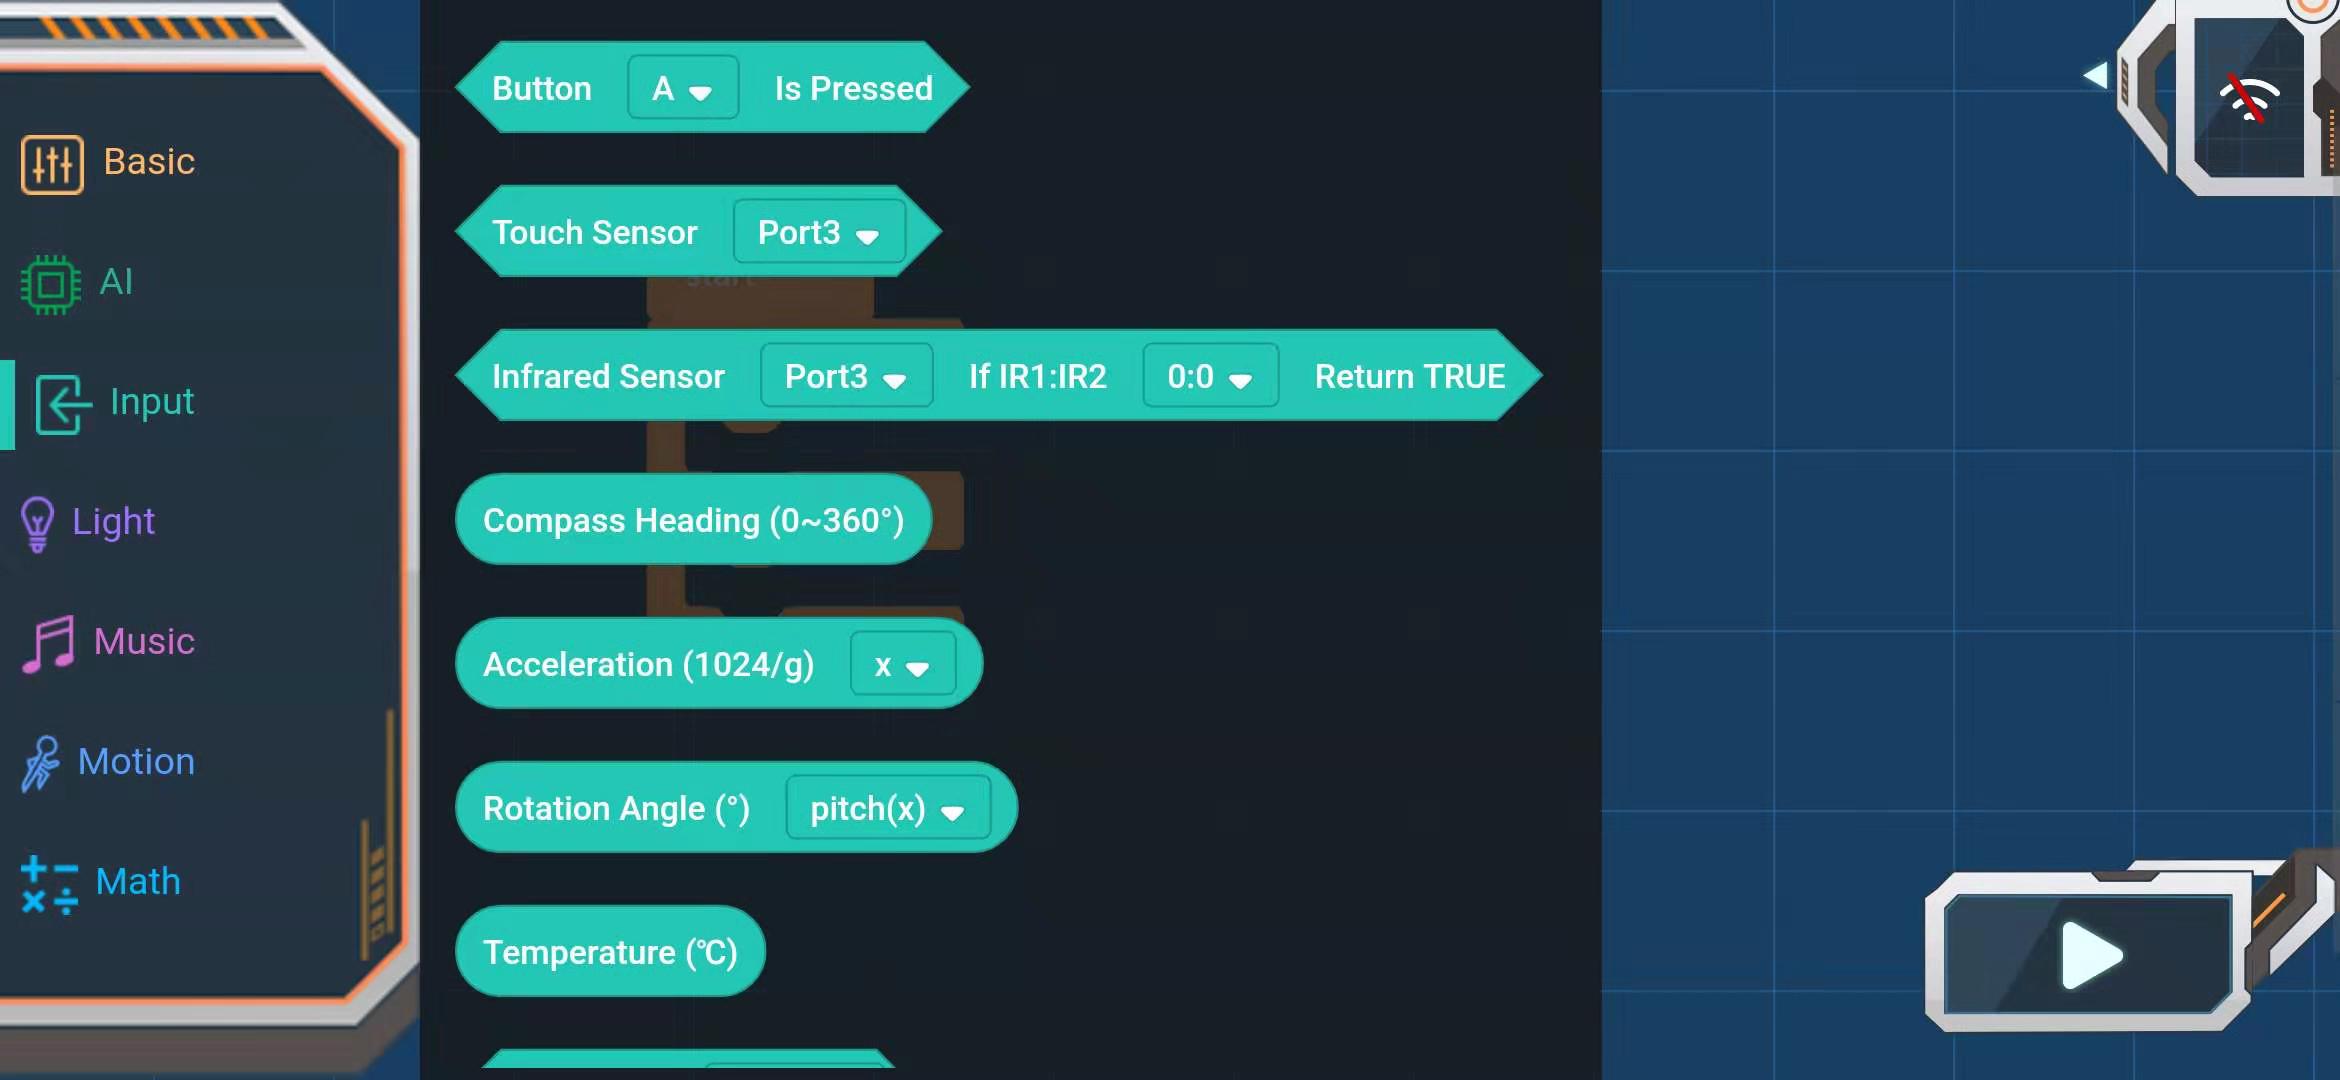 Basic
AI
Input
Light
Music
Motion
Math
Button A Is Pressed
Touch Sensor Port3
start
Infrared Sensor Port3 If IR1:IR2 0:0 Return TRUE
Compass Heading (0~360°)
Acceleration (1024/g) x
Rotation Angle (°) pitch(x)
Temperature (℃)